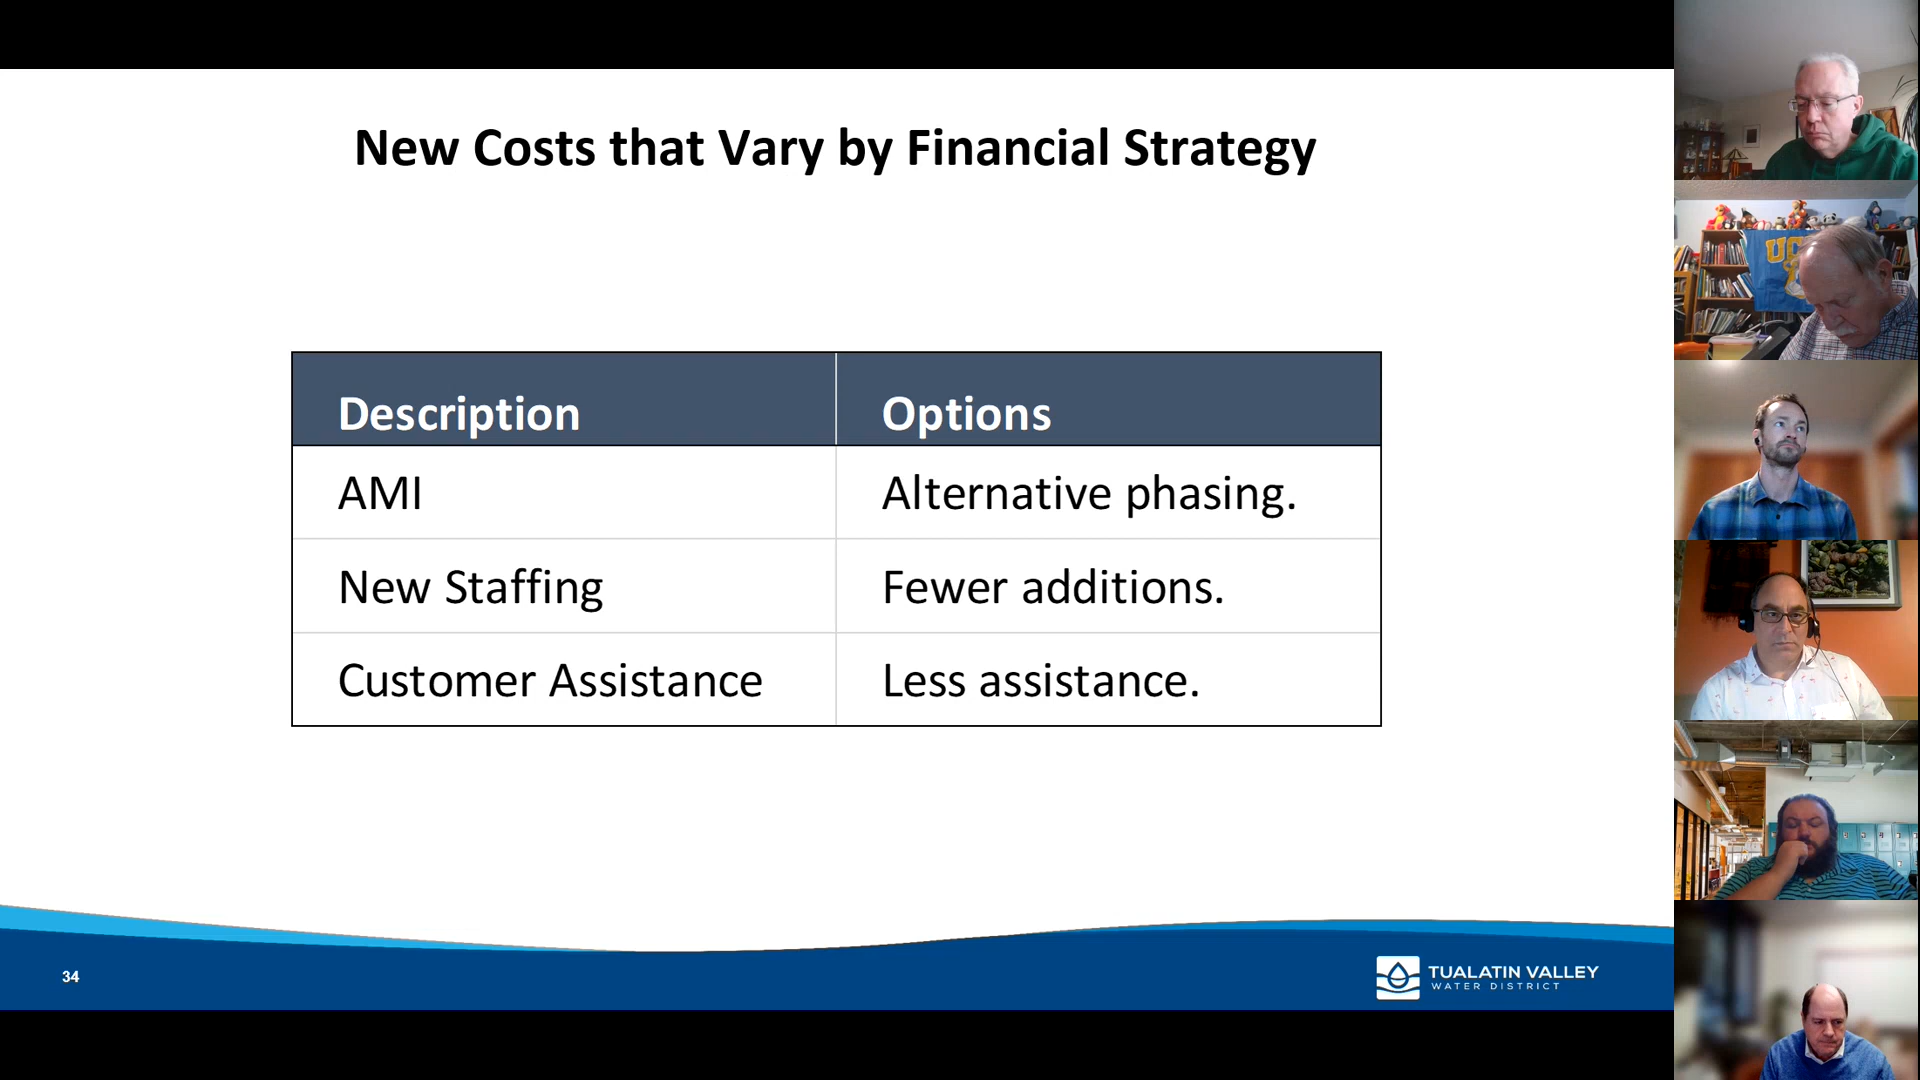 New Costs that Vary by Financial Strategy
Description Options
AMI Alternative phasing.
New Staffing Fewer additions.
Customer Assistance Less assistance.
34
TUALATIN VALLEY
WATER DISTRICT